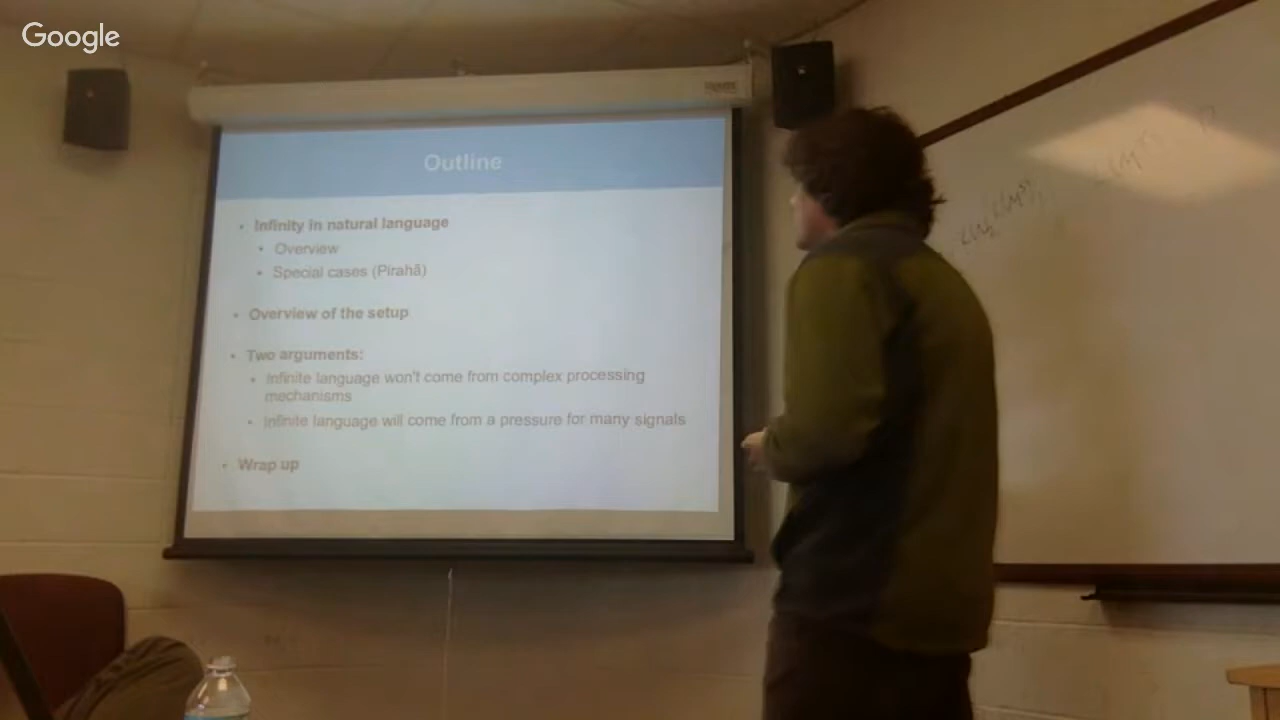 Google
Outline
• Infinity in natural language
• Overview
• Special cases (Pirahã)
• Overview of the setup
• Two arguments:
• Infinite language won't come from complex processing
mechanisms
• Infinite language will come from a pressure for many signals
• Wrap up